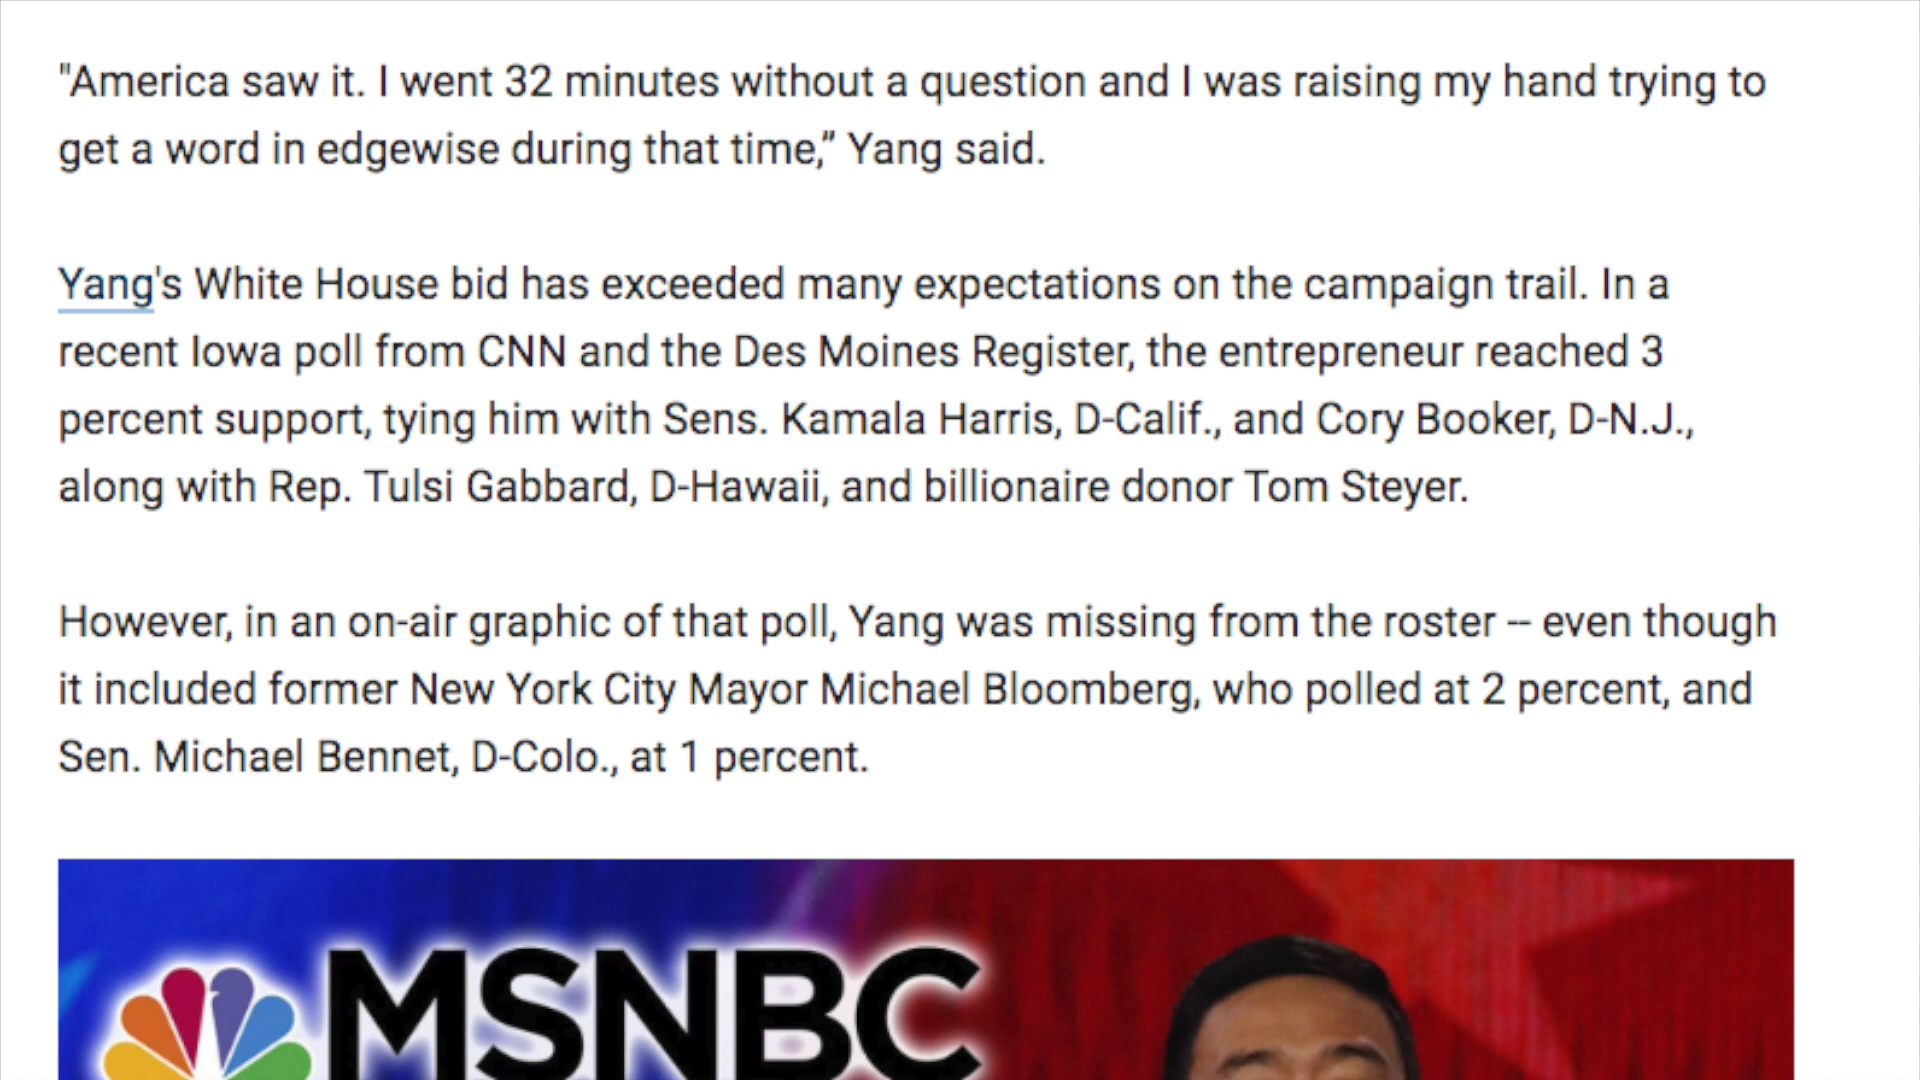 "America saw it. I went 32 minutes without a question and I was raising my hand trying to
get a word in edgewise during that time,” Yang said.
Yang's White House bid has exceeded many expectations on the campaign trail. In a
recent Iowa poll from CNN and the Des Moines Register, the entrepreneur reached 3
percent support, tying him with Sens. Kamala Harris, D-Calif., and Cory Booker, D-N.J.,
along with Rep. Tulsi Gabbard, D-Hawaii, and billionaire donor Tom Steyer.
However, in an on-air graphic of that poll, Yang was missing from the roster -- even though
it included former New York City Mayor Michael Bloomberg, who polled at 2 percent, and
Sen. Michael Bennet, D-Colo., at 1 percent.
MSNBC